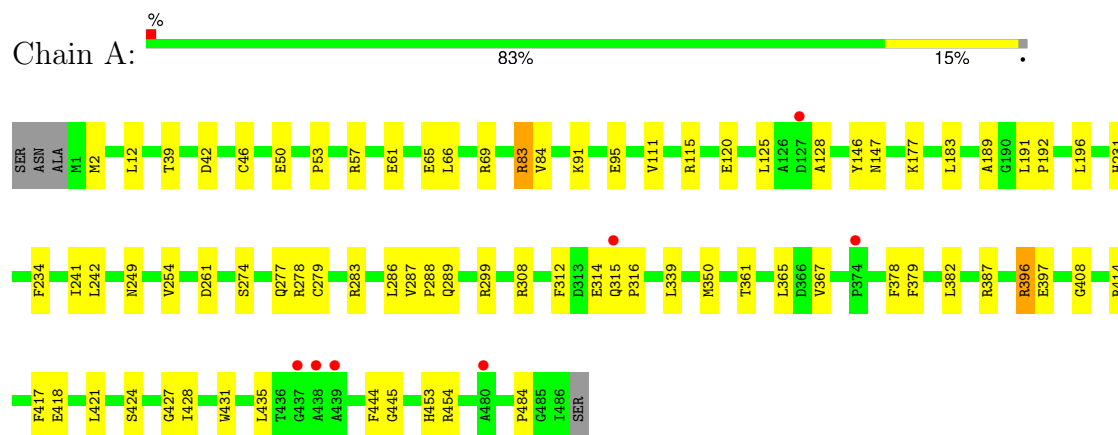 %
Chain A:
83% 15% •
SER ASN ALA M1 M2 L12 T39 D42 C46 E50 P53 R57 E61 E65 L66 R69 R83 V84 K91 E95 V111 R115 E120 L125 A126 D127 A128 Y146 N147 K177 L183 A189 G190 L191 P192 L196 H231
F234 I241 L242 N249 V254 D261 S274 Q277 R278 C279 R283 L286 V287 P288 Q289 R299 R308 F312 D313 E314 Q315 P316 L339 M350 T361 L365 D366 V367 P374 F378 F379 L382 R387 R396 E397 G408
F417 E418 L421 S424 G427 I428 W431 L435 T436 G437 A438 A439 F444 G445 H453 R454 A480 P484 G485 I486 SER